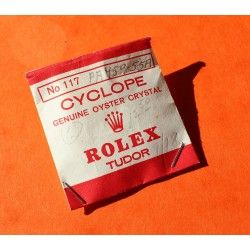 No 117
CYCLOPE
GENUINE OYSTER CRYSTAL
ROLEX
TUDOR